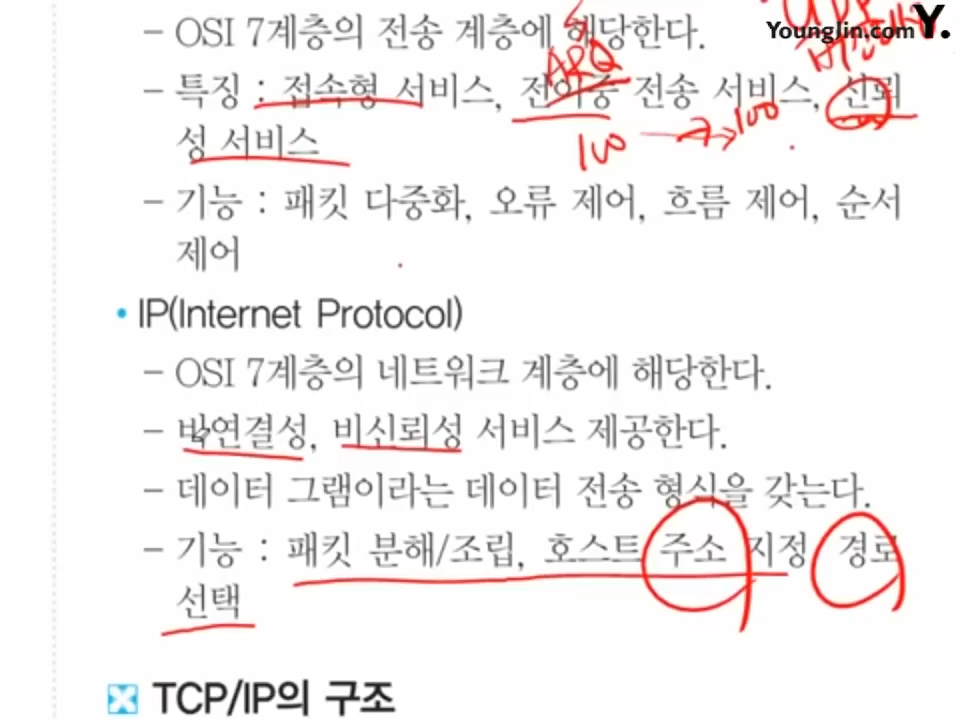 Younglin.com Y.
– OSI 7계층의 전송 계층에 해당한다.
ARQ
– 특징 : 접속형 서비스, 전이중 전송 서비스, 신뢰
100 → 100
성 서비스
– 기능 : 패킷 다중화, 오류 제어, 흐름 제어, 순서
제어
• IP(Internet Protocol)
– OSI 7계층의 네트워크 계층에 해당한다.
– 비연결성, 비신뢰성 서비스 제공한다.
– 데이터 그램이라는 데이터 전송 형식을 갖는다.
– 기능 : 패킷 분해/조립, 호스트 주소 지정, 경로
선택
TCP/IP의 구조